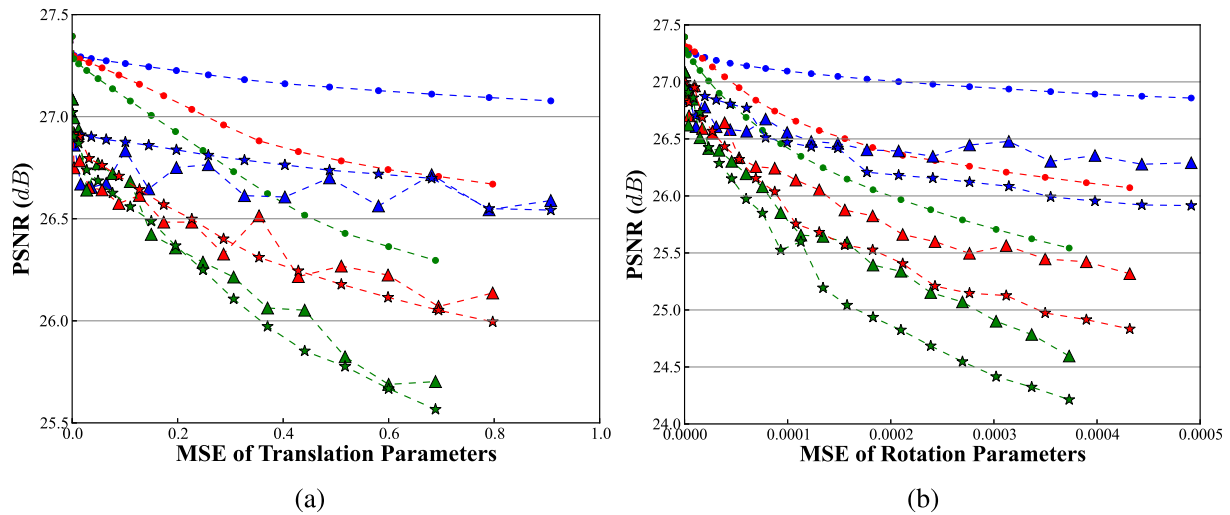 27.5
27.0
26.5
26.0
25.5
PSNR (dB)
0.0 0.2 0.4 0.6 0.8 1.0
MSE of Translation Parameters
(a)
27.5
27.0
26.5
26.0
25.5
25.0
24.5
24.0
PSNR (dB)
0.0000 0.0001 0.0002 0.0003 0.0004 0.0005
MSE of Rotation Parameters
(b)